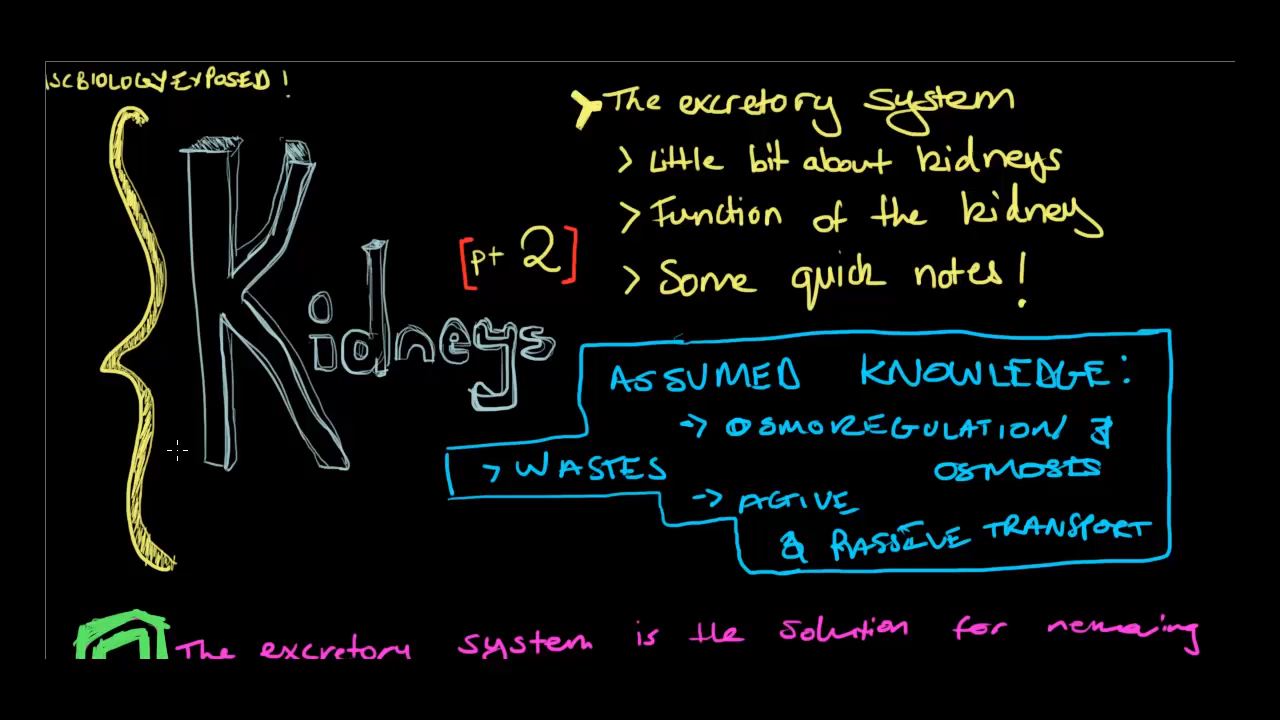 SCBIOLOGYEXPOSED!
Kidneys
[pt 2]
The excretory system
> Little bit about kidneys
> Function of the kidney
> Some quick notes!
ASSUMED KNOWLEDGE:
→ OSMOREGULATION &
OSMOSIS
> WASTES
→ ACTIVE
& PASSIVE TRANSPORT
The excretory system is the solution for